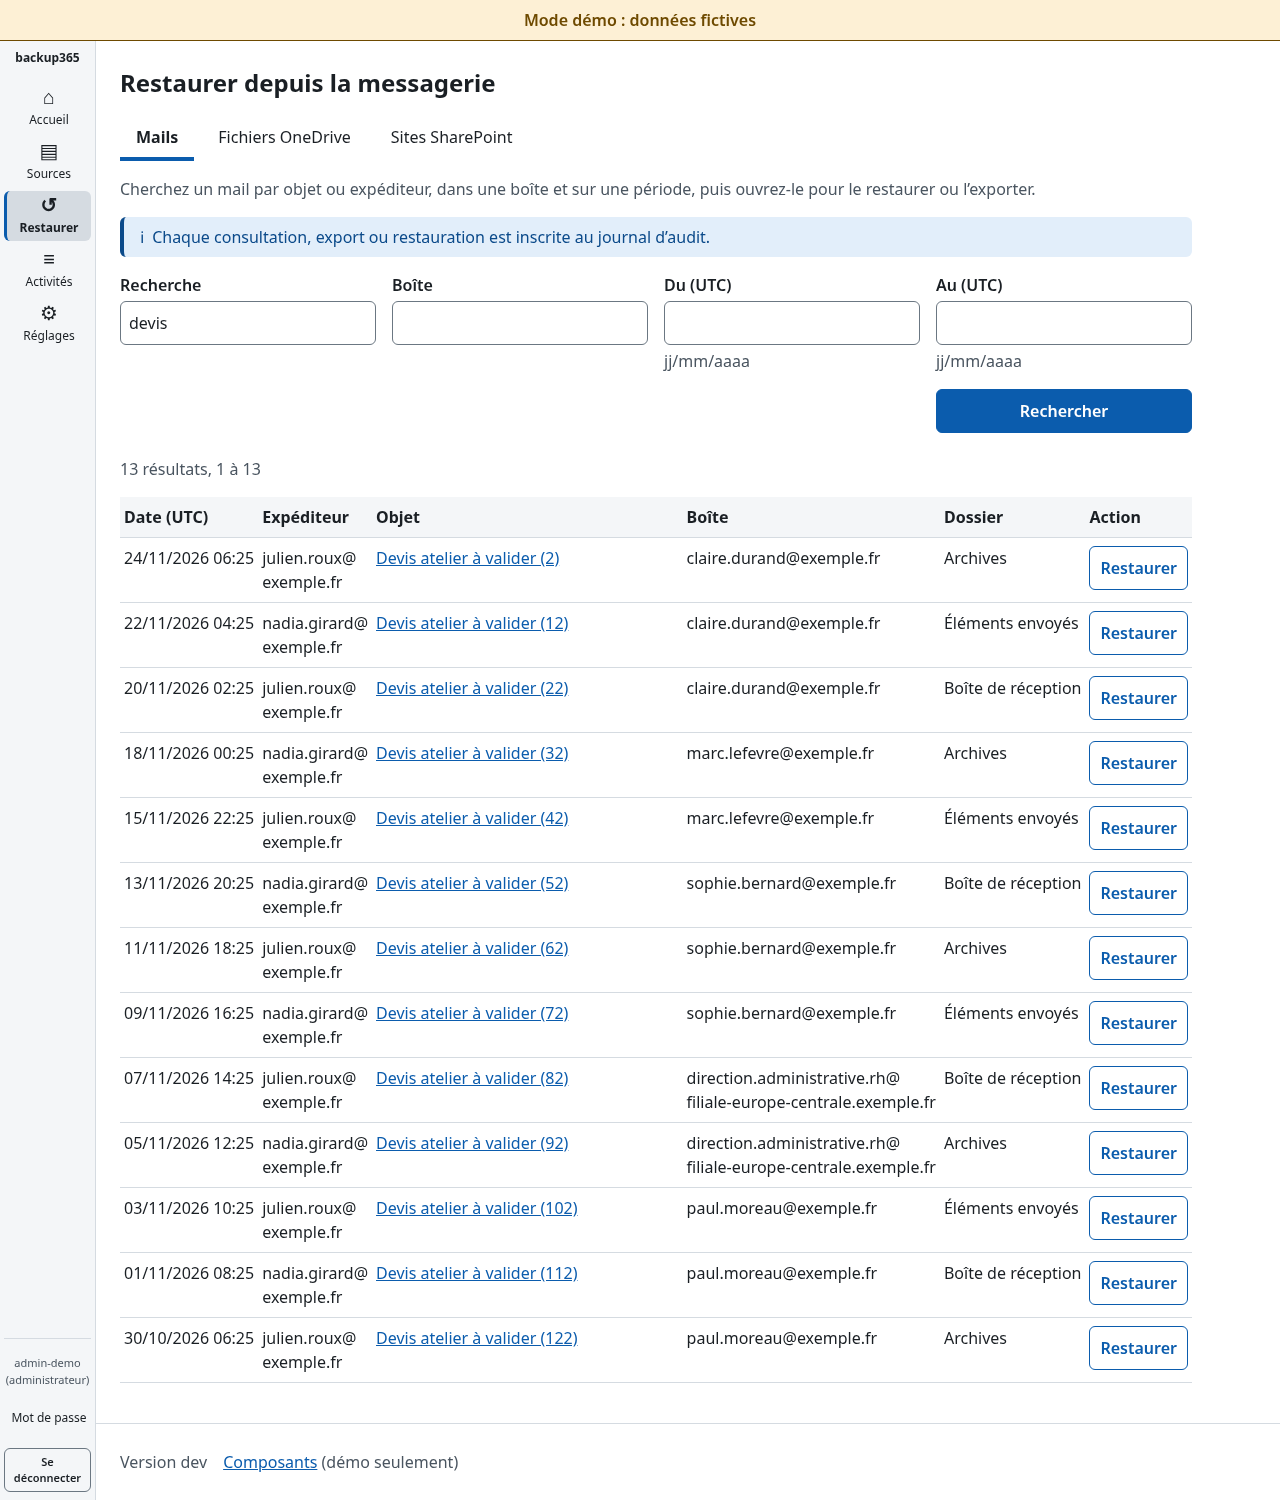 Mode démo : données fictives
backup365
Accueil
Sources
Restaurer
Activités
Réglages
admin-demo
(administrateur)
Mot de passe
Se
déconnecter
Restaurer depuis la messagerie
Mails Fichiers OneDrive Sites SharePoint
Cherchez un mail par objet ou expéditeur, dans une boîte et sur une période, puis ouvrez-le pour le restaurer ou l’exporter.
i Chaque consultation, export ou restauration est inscrite au journal d’audit.
Recherche Boîte Du (UTC) Au (UTC)
devis
jj/mm/aaaa jj/mm/aaaa
Rechercher
13 résultats, 1 à 13
Date (UTC) Expéditeur Objet Boîte Dossier Action
24/11/2026 06:25 julien.roux@ Devis atelier à valider (2) claire.durand@exemple.fr Archives Restaurer
exemple.fr
22/11/2026 04:25 nadia.girard@ Devis atelier à valider (12) claire.durand@exemple.fr Éléments envoyés Restaurer
exemple.fr
20/11/2026 02:25 julien.roux@ Devis atelier à valider (22) claire.durand@exemple.fr Boîte de réception Restaurer
exemple.fr
18/11/2026 00:25 nadia.girard@ Devis atelier à valider (32) marc.lefevre@exemple.fr Archives Restaurer
exemple.fr
15/11/2026 22:25 julien.roux@ Devis atelier à valider (42) marc.lefevre@exemple.fr Éléments envoyés Restaurer
exemple.fr
13/11/2026 20:25 nadia.girard@ Devis atelier à valider (52) sophie.bernard@exemple.fr Boîte de réception Restaurer
exemple.fr
11/11/2026 18:25 julien.roux@ Devis atelier à valider (62) sophie.bernard@exemple.fr Archives Restaurer
exemple.fr
09/11/2026 16:25 nadia.girard@ Devis atelier à valider (72) sophie.bernard@exemple.fr Éléments envoyés Restaurer
exemple.fr
07/11/2026 14:25 julien.roux@ Devis atelier à valider (82) direction.administrative.rh@ Boîte de réception Restaurer
exemple.fr filiale-europe-centrale.exemple.fr
05/11/2026 12:25 nadia.girard@ Devis atelier à valider (92) direction.administrative.rh@ Archives Restaurer
exemple.fr filiale-europe-centrale.exemple.fr
03/11/2026 10:25 julien.roux@ Devis atelier à valider (102) paul.moreau@exemple.fr Éléments envoyés Restaurer
exemple.fr
01/11/2026 08:25 nadia.girard@ Devis atelier à valider (112) paul.moreau@exemple.fr Boîte de réception Restaurer
exemple.fr
30/10/2026 06:25 julien.roux@ Devis atelier à valider (122) paul.moreau@exemple.fr Archives Restaurer
exemple.fr
Version dev Composants (démo seulement)